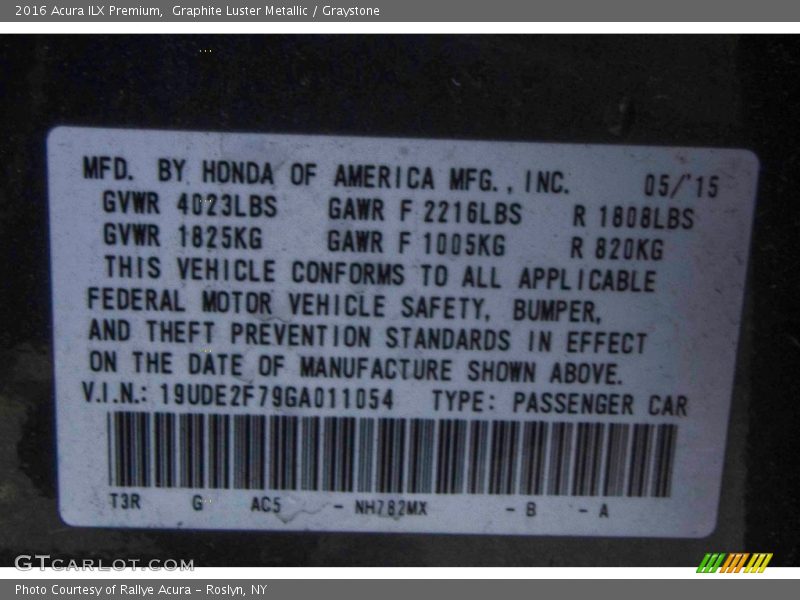 2016 Acura ILX Premium,  Graphite Luster Metallic / Graystone
MFD. BY HONDA OF AMERICA MFG., INC. 05/'15
GVWR 4023LBS GAWR F 2216LBS R 1808LBS
GVWR 1825KG GAWR F 1005KG R 820KG
THIS VEHICLE CONFORMS TO ALL APPLICABLE
FEDERAL MOTOR VEHICLE SAFETY, BUMPER,
AND THEFT PREVENTION STANDARDS IN EFFECT
ON THE DATE OF MANUFACTURE SHOWN ABOVE.
V.I.N.: 19UDE2F79GA011054 TYPE: PASSENGER CAR
T3R G AC5 - NH782MX - B - A
GTCARLOT.COM
Photo Courtesy of Rallye Acura - Roslyn, NY